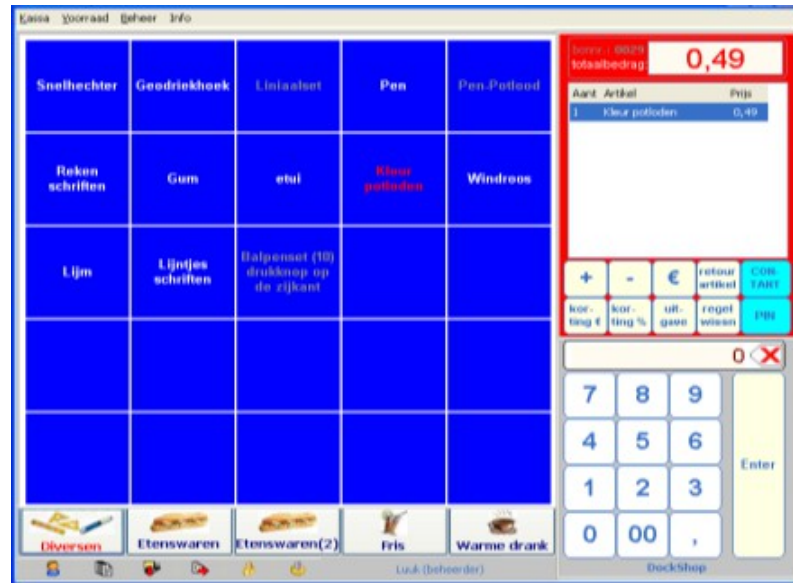 Kassa Voorraad Beheer Info
bonnr.: 0029
totaalbedrag: 0,49
Aant Artikel Prijs
1 Kleur potloden 0,49
Snelhechter Geodriekhoek Liniaalset Pen Pen-Potlood
Reken schriften
Gum
etui
Kleur potloden
Windroos
Lijm
Lijntjes schriften
Balpenset (10)
drukknop op
de zijkant
+ - € retour artikel
CON-
TANT
kor-
ting €
kor-
ting %
uit-
gave
regel
wissen
PIN
0
7 8 9
4 5 6
1 2 3
0 00 ,
Enter
Diversen Etenswaren Etenswaren(2) Fris Warme drank
Luuk (beheerder) DockShop